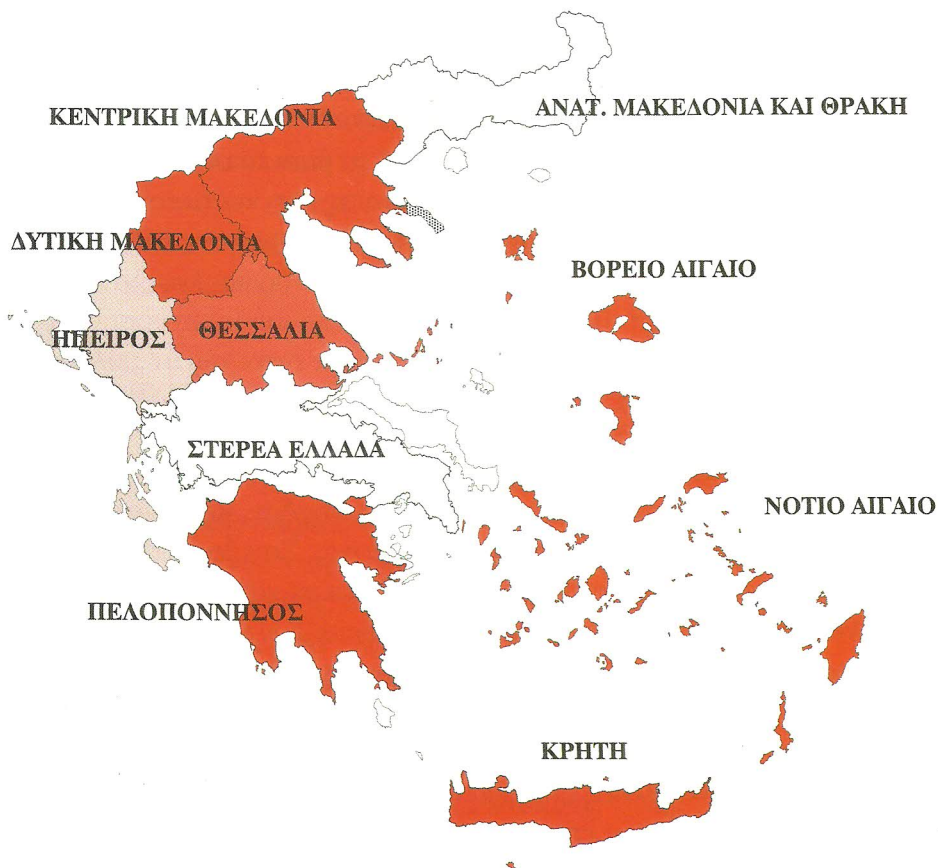 ΚΕΝΤΡΙΚΗ ΜΑΚΕΔΟΝΙΑ
ΑΝΑΤ. ΜΑΚΕΔΟΝΙΑ ΚΑΙ ΘΡΑΚΗ
ΔΥΤΙΚΗ ΜΑΚΕΔΟΝΙΑ
ΒΟΡΕΙΟ ΑΙΓΑΙΟ
ΗΠΕΙΡΟΣ
ΘΕΣΣΑΛΙΑ
ΣΤΕΡΕΑ ΕΛΛΑΔΑ
ΝΟΤΙΟ ΑΙΓΑΙΟ
ΠΕΛΟΠΟΝΝΗΣΟΣ
ΚΡΗΤΗ